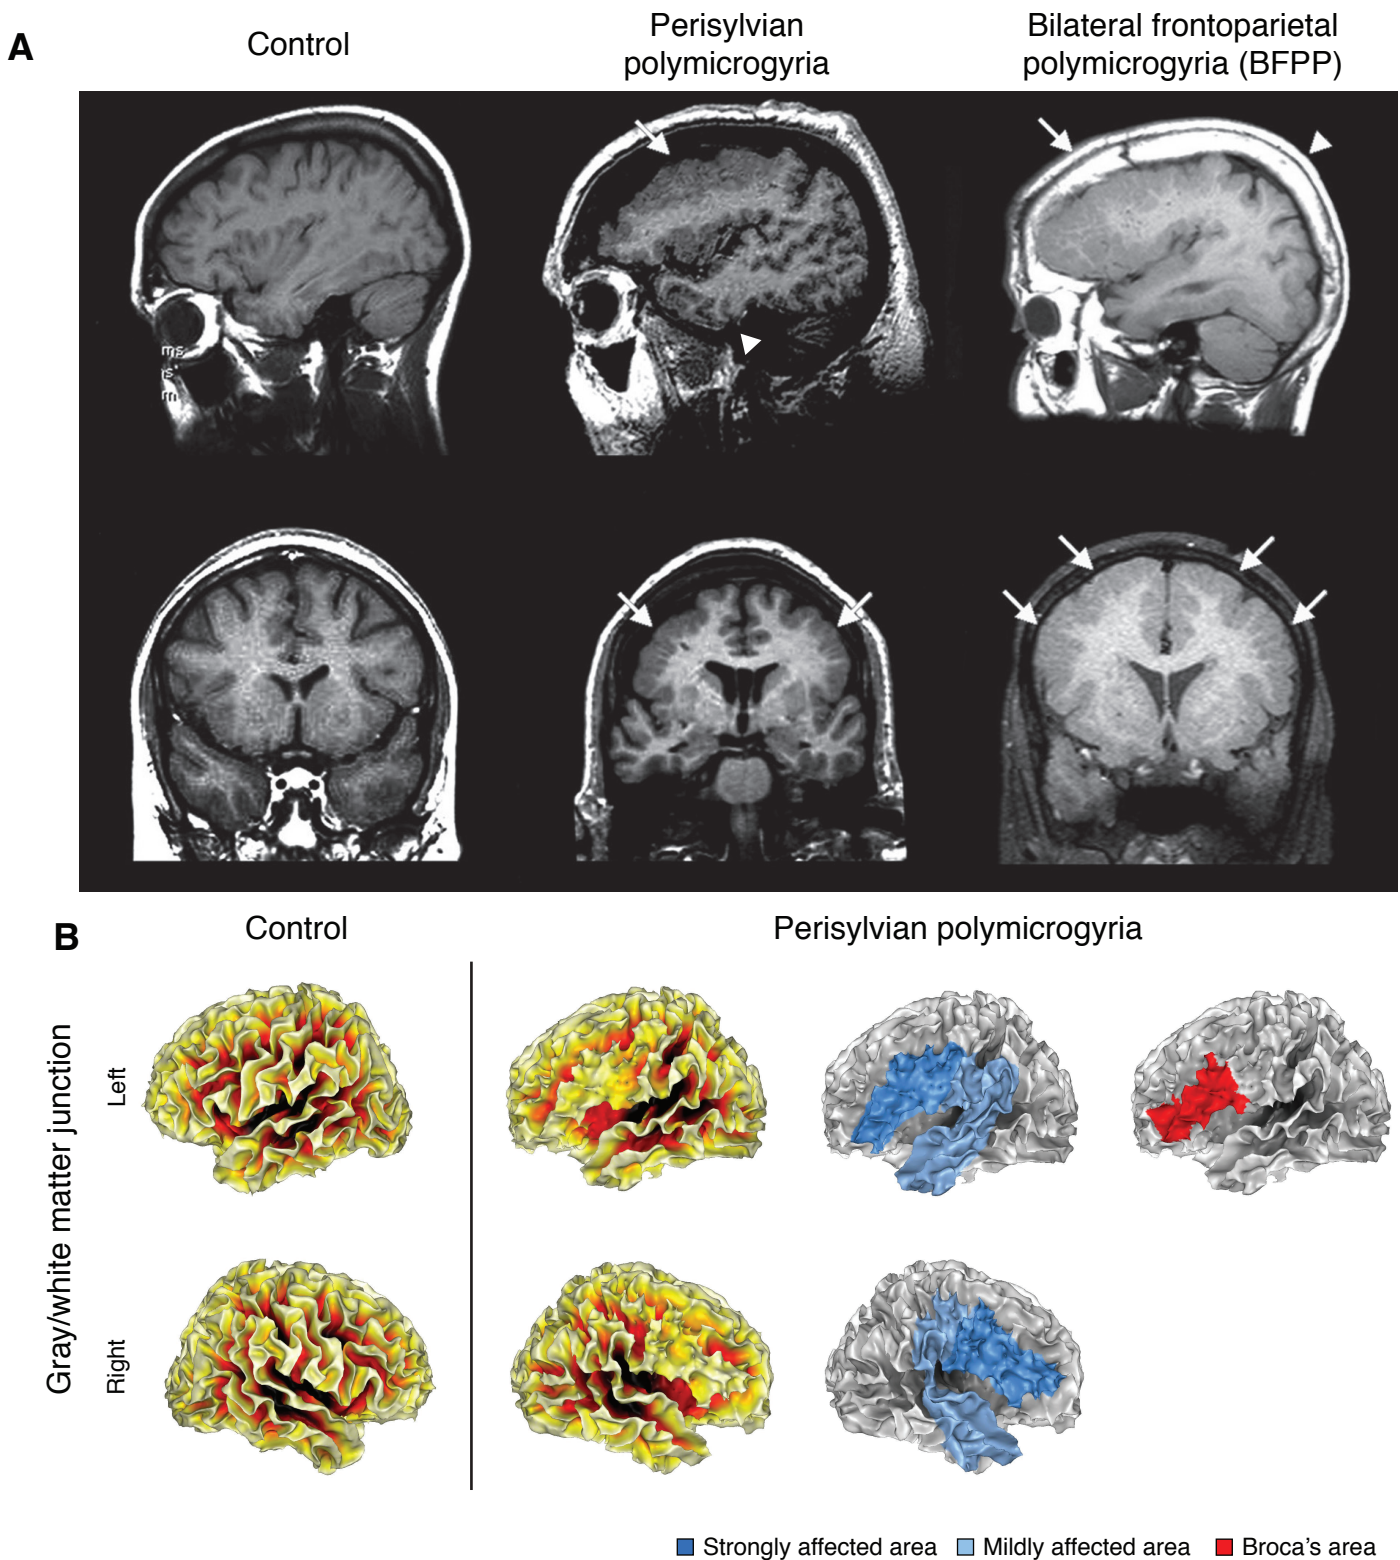 A
Control
Perisylvian
polymicrogyria
Bilateral frontoparietal
polymicrogyria (BFPP)
ms
m
B
Control
Perisylvian polymicrogyria
Gray/white matter junction
Left
Right
Strongly affected area
Mildly affected area
Broca's area